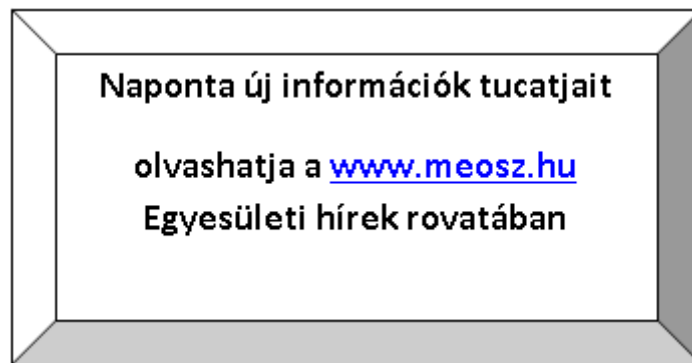 Naponta új információk tucatjait
olvashatja a www.meosz.hu
Egyesületi hírek rovatában